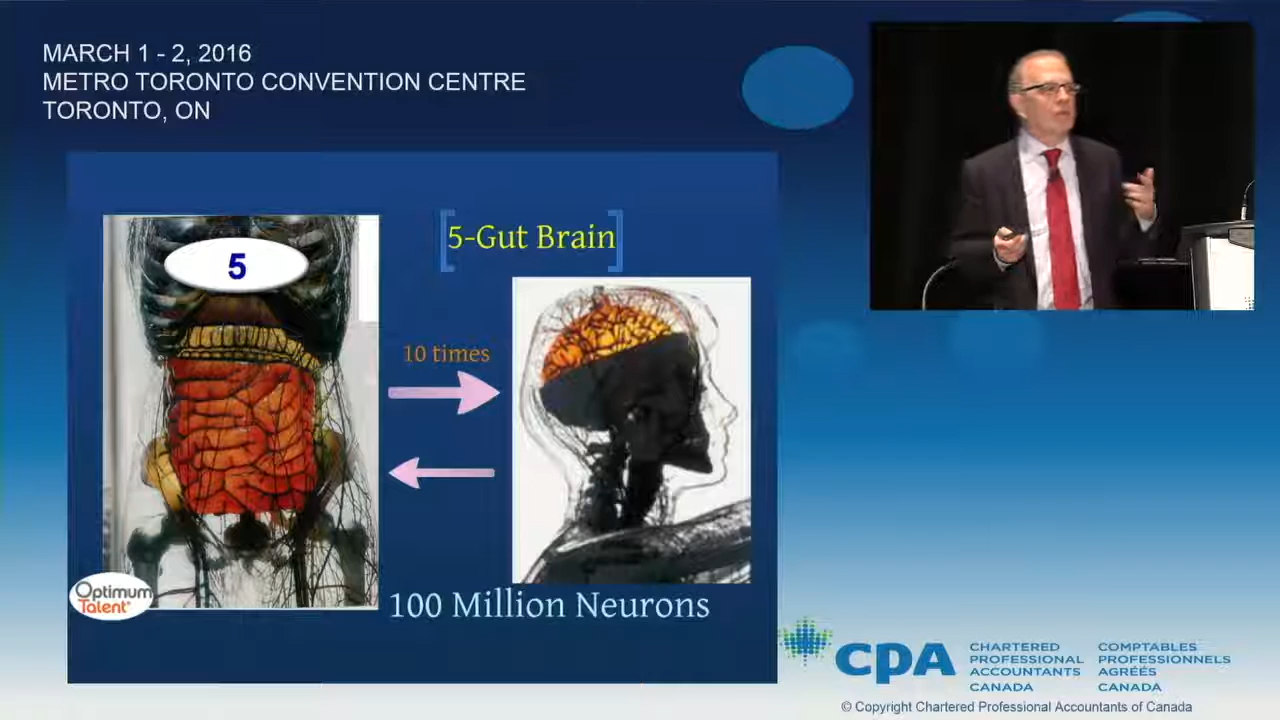 MARCH 1 - 2, 2016
METRO TORONTO CONVENTION CENTRE
TORONTO, ON
5
5-Gut Brain
10 times
100 Million Neurons
Optimum
Talent
CPA
CHARTERED
PROFESSIONAL
ACCOUNTANTS
CANADA
COMPTABLES
PROFESSIONNELS
AGRÉÉS
CANADA
© Copyright Chartered Professional Accountants of Canada